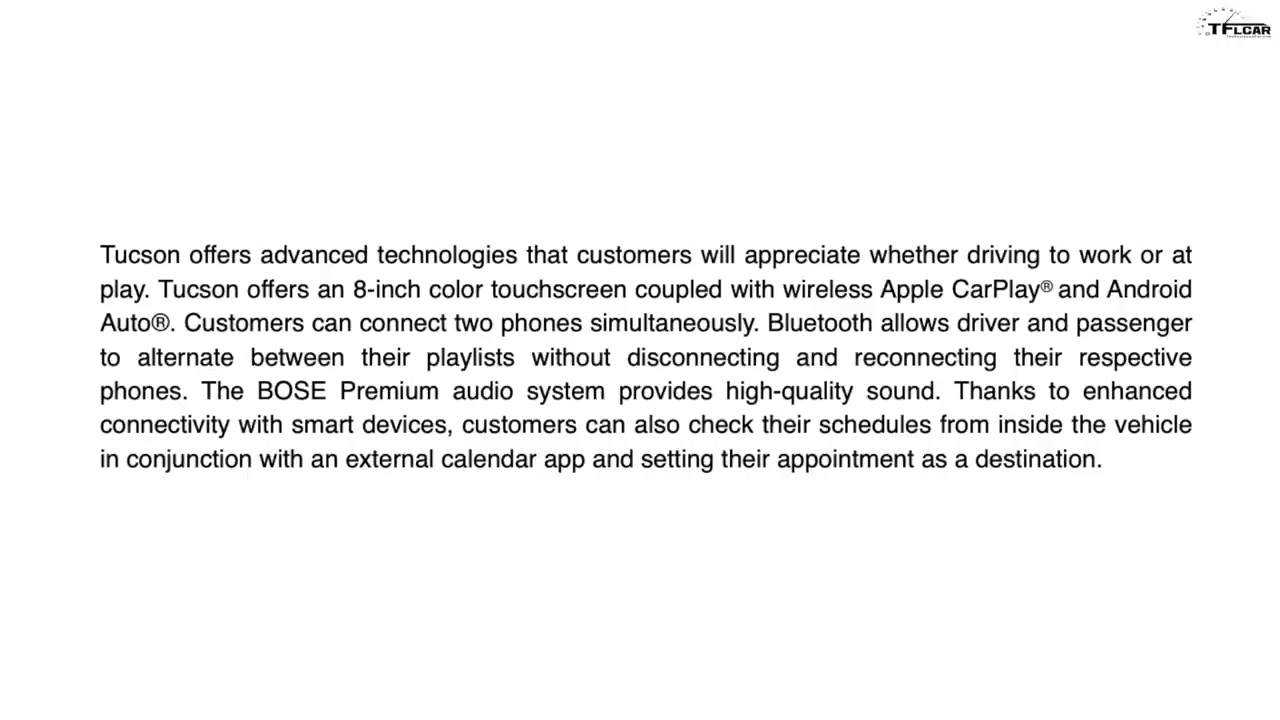 TFLCAR
Tucson offers advanced technologies that customers will appreciate whether driving to work or at
play. Tucson offers an 8-inch color touchscreen coupled with wireless Apple CarPlay® and Android
Auto®. Customers can connect two phones simultaneously. Bluetooth allows driver and passenger
to alternate between their playlists without disconnecting and reconnecting their respective
phones. The BOSE Premium audio system provides high-quality sound. Thanks to enhanced
connectivity with smart devices, customers can also check their schedules from inside the vehicle
in conjunction with an external calendar app and setting their appointment as a destination.